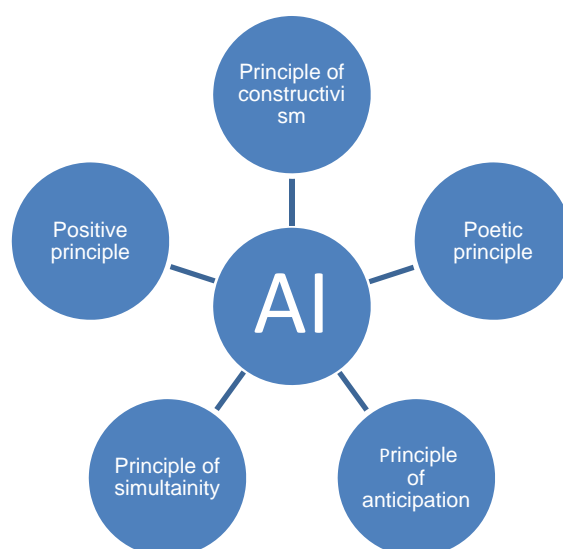 Principle of
constructivi
sm
Positive
principle
Poetic
principle
AI
Principle of
simultainity
Principle
of
anticipation